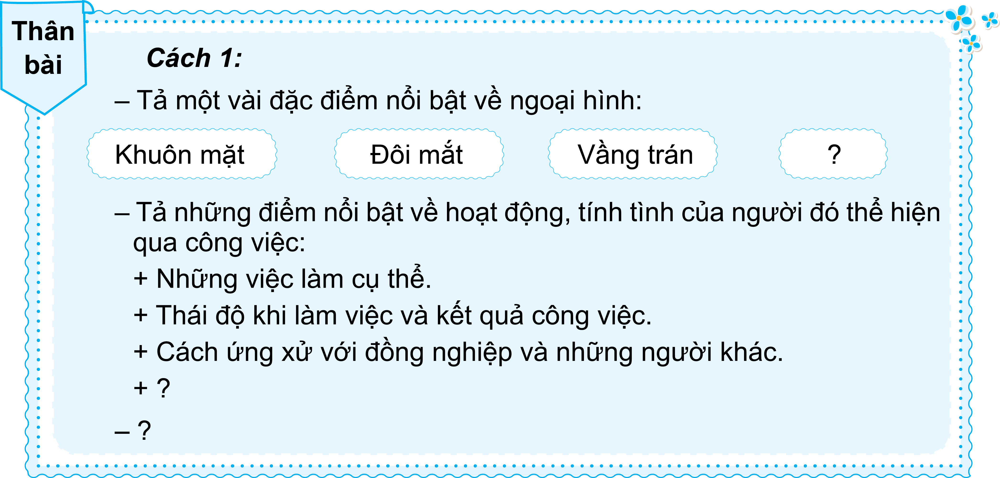 Thân
bài
Cách 1:
– Tả một vài đặc điểm nổi bật về ngoại hình:
Khuôn mặt
Đôi mắt
Vầng trán
?
– Tả những điểm nổi bật về hoạt động, tính tình của người đó thể hiện
qua công việc:
+ Những việc làm cụ thể.
+ Thái độ khi làm việc và kết quả công việc.
+ Cách ứng xử với đồng nghiệp và những người khác.
+ ?
– ?